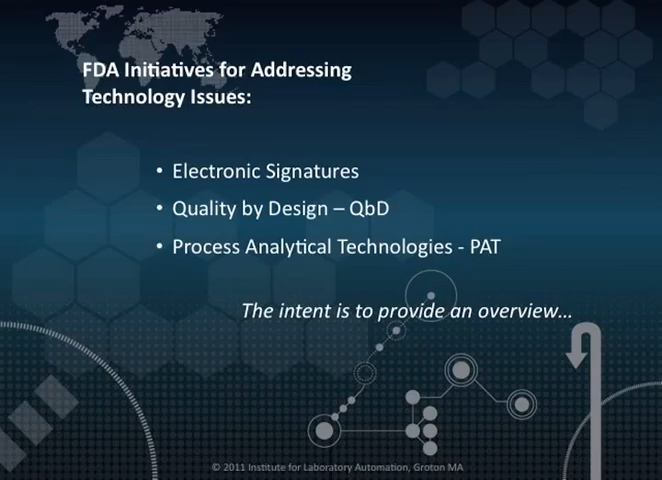 FDA Initiatives for Addressing
Technology Issues:
• Electronic Signatures
• Quality by Design – QbD
• Process Analytical Technologies - PAT
The intent is to provide an overview...
© 2011 Institute for Laboratory Automation, Groton MA